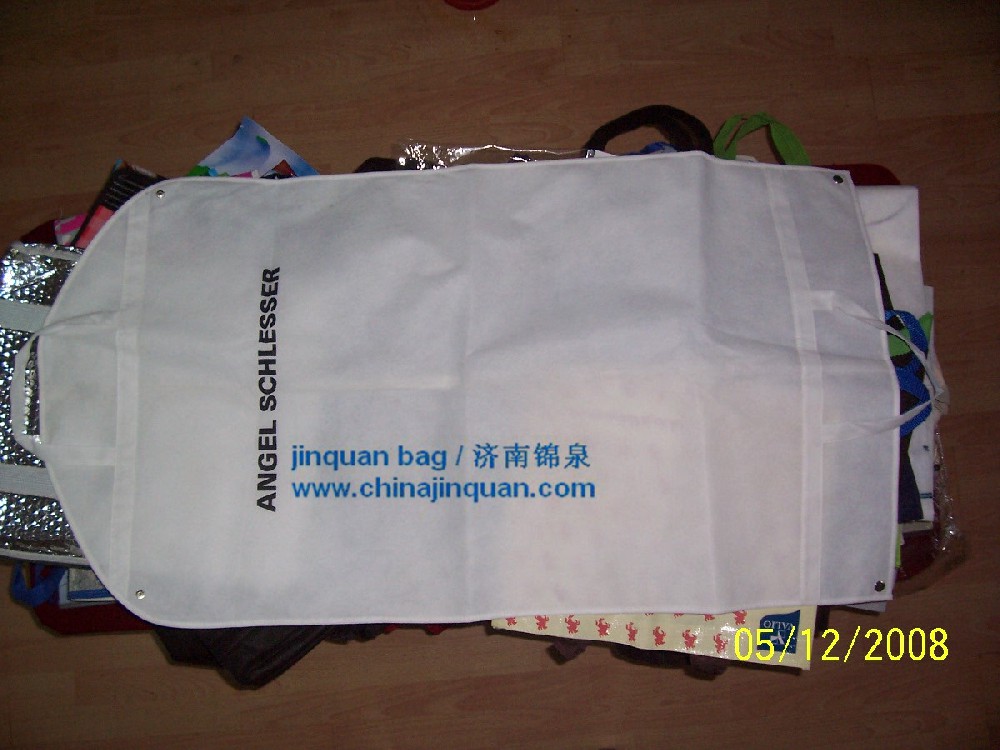 ANGEL SCHLESSER
jinquan bag / 济南锦泉
www.chinajinquan.com
05/12/2008